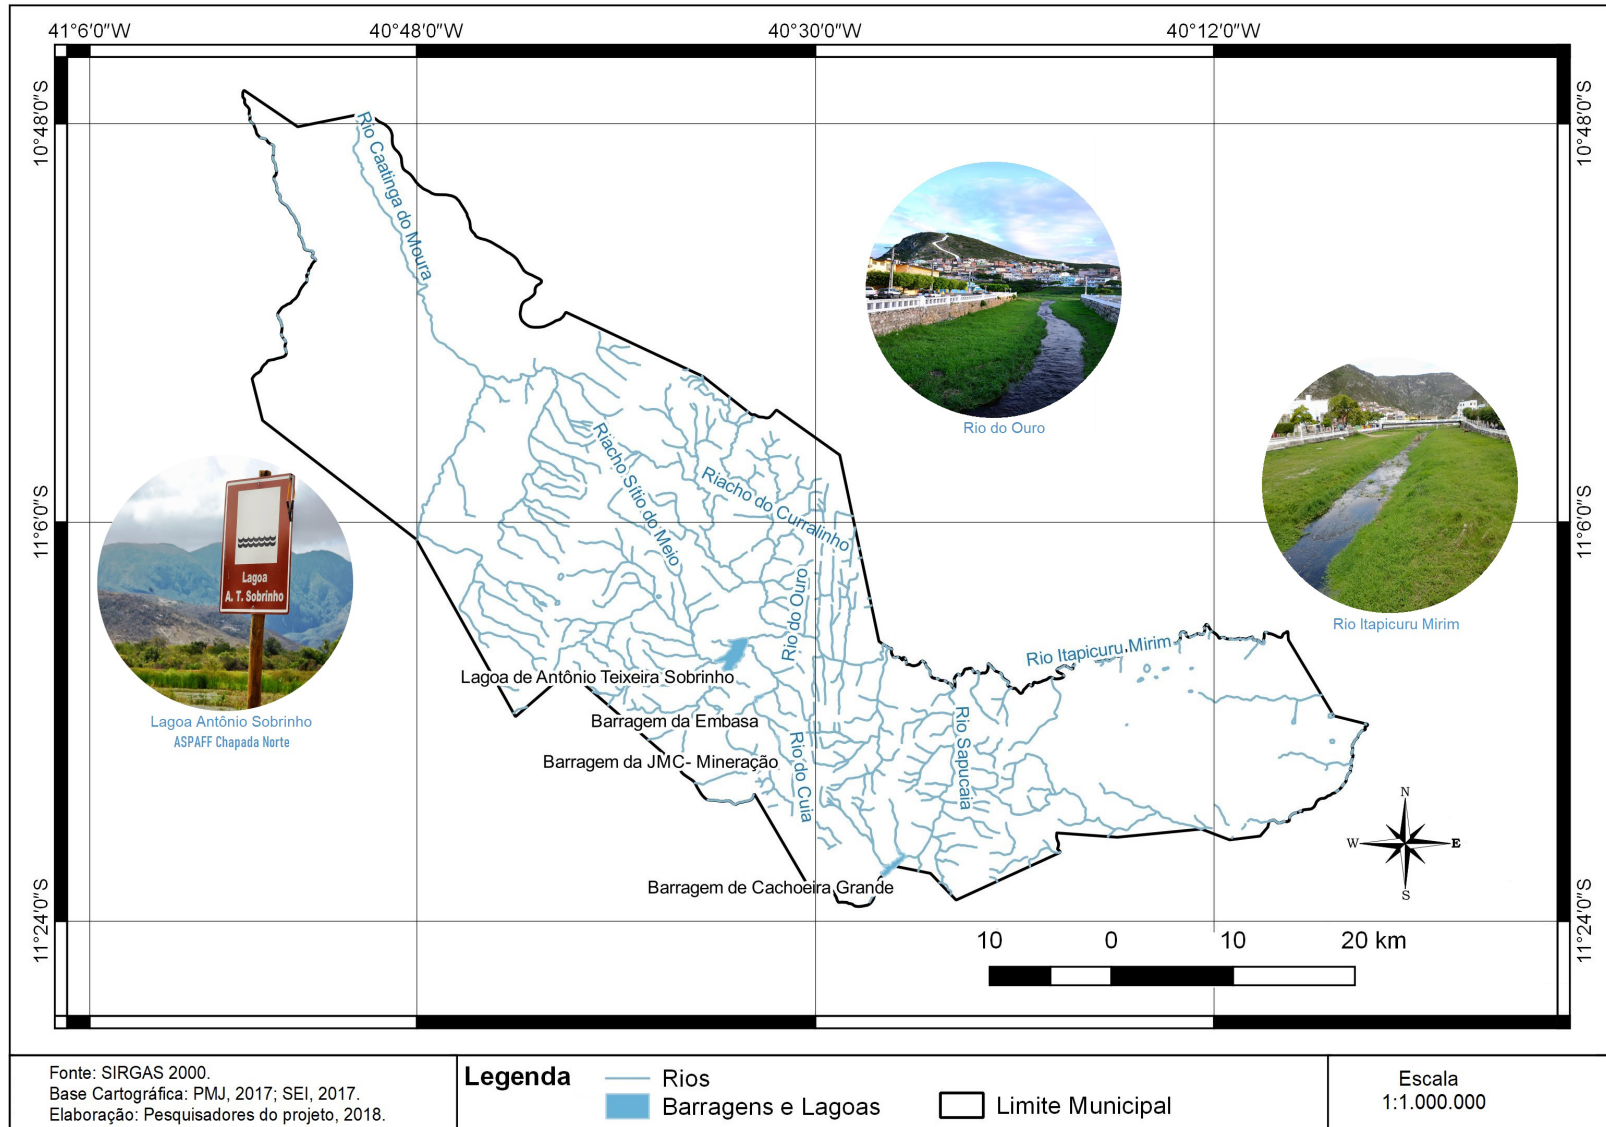 41°6'0"W
40°48'0"W
40°30'0"W
40°12'0"W
10°48'0"S
10°48'0"S
Rio Caatinga do Moura
Rio do Ouro
Riacho Sítio do Meio
Riacho do Curralinho
11°6'0"S
11°6'0"S
Lagoa
A. T. Sobrinho
Lagoa Antônio Sobrinho
ASPAFF Chapada Norte
Rio do Ouro
Rio Itapicuru Mirim
Rio Itapicuru Mirim
Lagoa de Antônio Teixeira Sobrinho
Barragem da Embasa
Barragem da JMC- Mineração
Rio do Cuia
Rio Sapucaia
Barragem de Cachoeira Grande
N
W
E
S
11°24'0"S
11°24'0"S
10 0 10 20 km
Fonte: SIRGAS 2000.
Base Cartográfica: PMJ, 2017; SEI, 2017.
Elaboração: Pesquisadores do projeto, 2018.
Legenda
Rios
Barragens e Lagoas
Limite Municipal
Escala
1:1.000.000